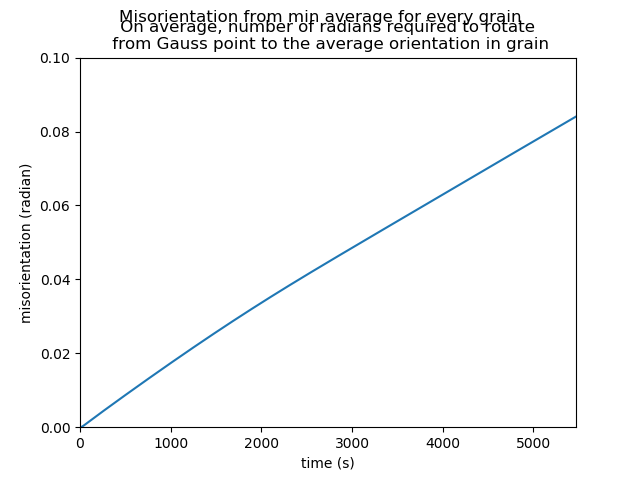 Misorientation from min average for every grain
On average, number of radians required to rotate
from Gauss point to the average orientation in grain
0.10
0.08
0.06
0.04
0.02
0.00
misorientation (radian)
0 1000 2000 3000 4000 5000
time (s)